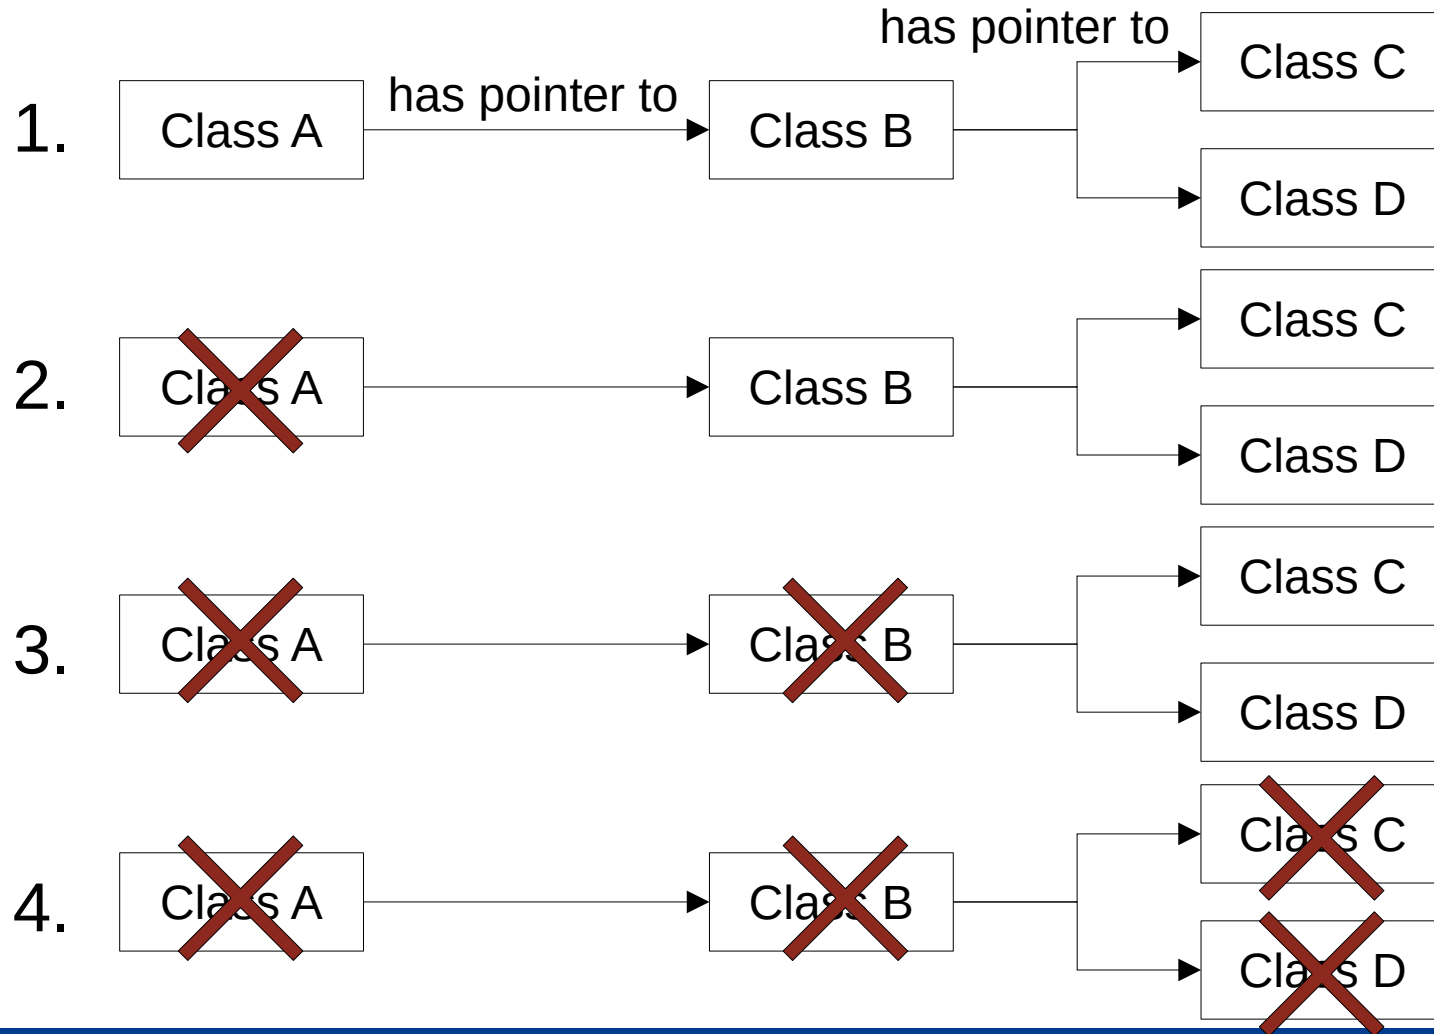 has pointer to
Class C
1.
Class A
has pointer to
Class B
Class D
2.
Class A
Class B
Class C
Class D
3.
Class A
Class B
Class C
Class D
4.
Class A
Class B
Class C
Class D